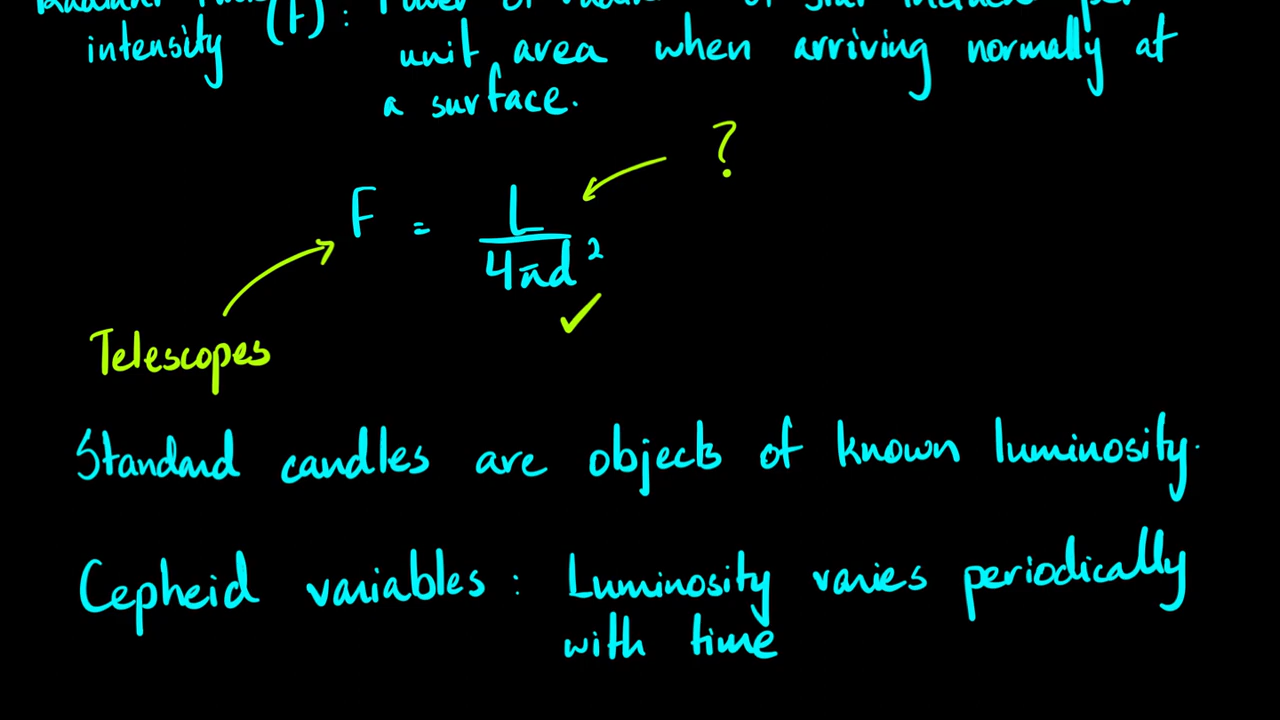 (F) :
intensity
unit area when arriving normally at
a surface.
?
F = L / 4πd²
✓
Telescopes
Standard candles are objects of known luminosity.
Cepheid variables : Luminosity varies periodically
with time